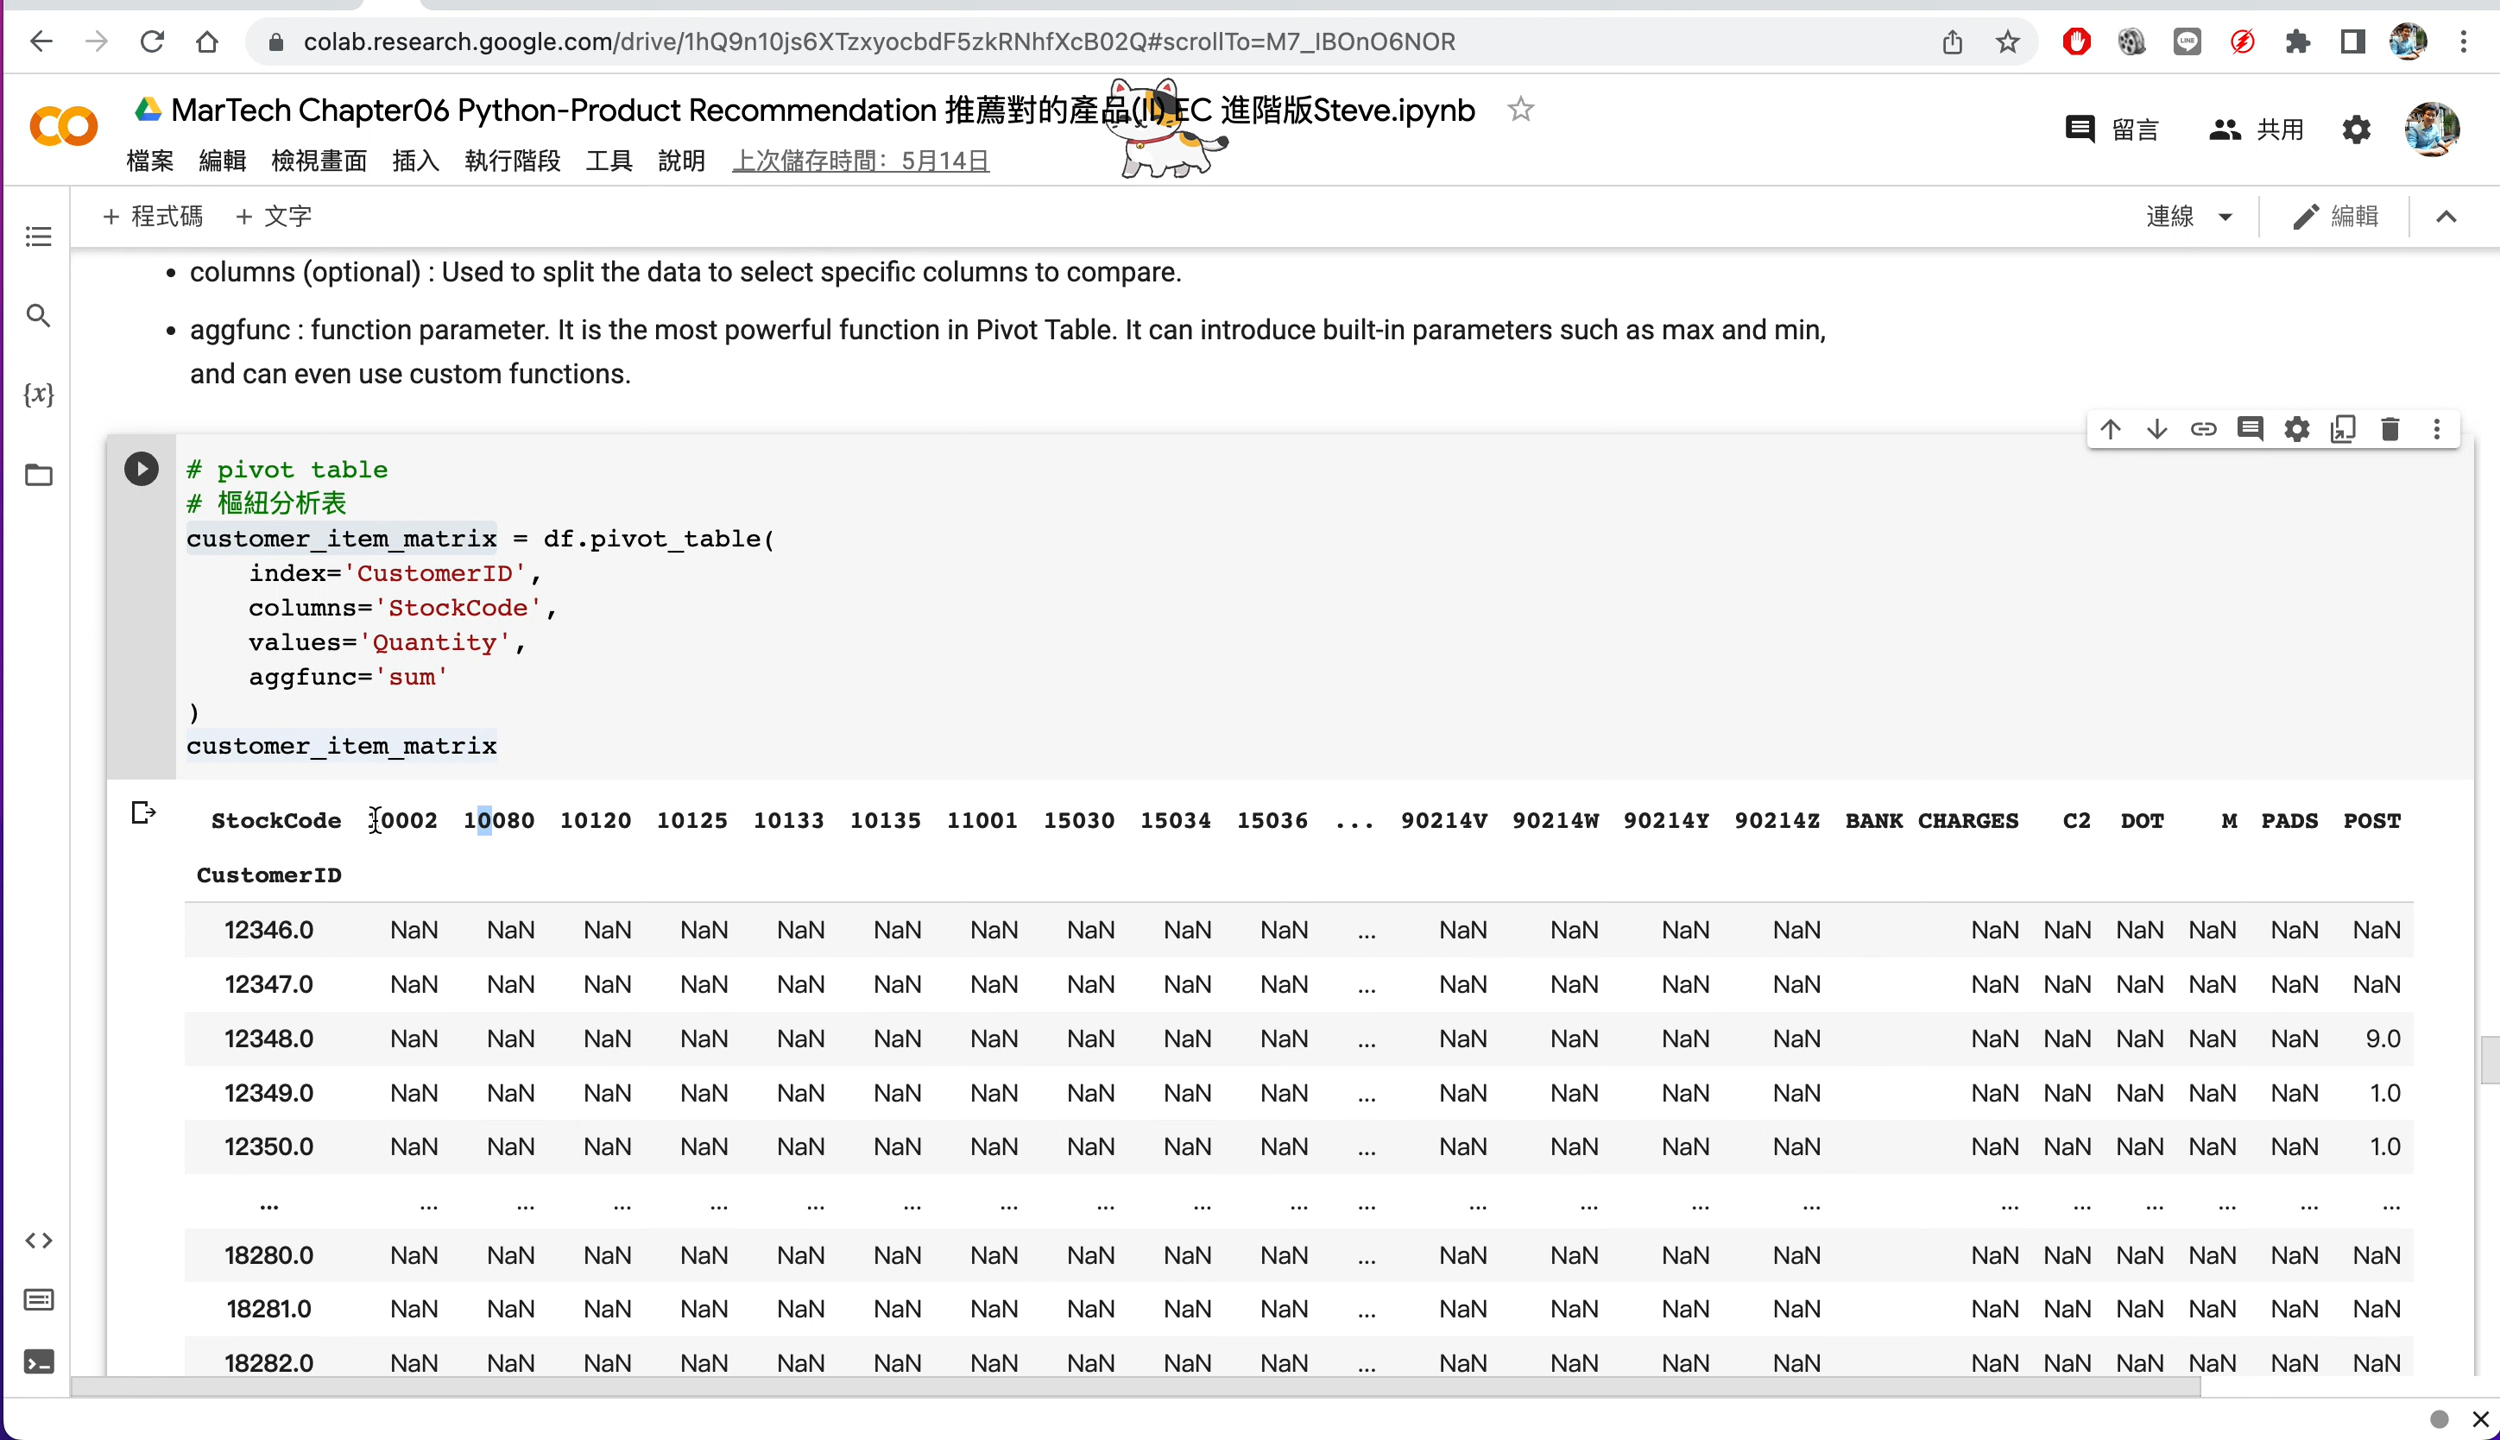 colab.research.google.com/drive/1hQ9n10js6XTzxyocbdF5zkRNhfXcB02Q#scrollTo=M7_IBOnO6NOR
LINE
MarTech Chapter06 Python-Product Recommendation 推薦對的產品(II) EC 進階版Steve.ipynb
檔案 編輯 檢視畫面 插入 執行階段 工具 說明 上次儲存時間：5月14日
留言 共用
+ 程式碼 + 文字
連線 編輯
• columns (optional) : Used to split the data to select specific columns to compare.
• aggfunc : function parameter. It is the most powerful function in Pivot Table. It can introduce built-in parameters such as max and min,
and can even use custom functions.
# pivot table
# 樞紐分析表
customer_item_matrix = df.pivot_table(
index='CustomerID',
columns='StockCode',
values='Quantity',
aggfunc='sum'
)
customer_item_matrix
StockCode 10002 10080 10120 10125 10133 10135 11001 15030 15034 15036 ... 90214V 90214W 90214Y 90214Z BANK CHARGES C2 DOT M PADS POST
CustomerID
12346.0 NaN NaN NaN NaN NaN NaN NaN NaN NaN NaN ... NaN NaN NaN NaN NaN NaN NaN NaN NaN NaN
12347.0 NaN NaN NaN NaN NaN NaN NaN NaN NaN NaN ... NaN NaN NaN NaN NaN NaN NaN NaN NaN NaN
12348.0 NaN NaN NaN NaN NaN NaN NaN NaN NaN NaN ... NaN NaN NaN NaN NaN NaN NaN NaN NaN 9.0
12349.0 NaN NaN NaN NaN NaN NaN NaN NaN NaN NaN ... NaN NaN NaN NaN NaN NaN NaN NaN NaN 1.0
12350.0 NaN NaN NaN NaN NaN NaN NaN NaN NaN NaN ... NaN NaN NaN NaN NaN NaN NaN NaN NaN 1.0
... ... ... ... ... ... ... ... ... ... ... ... ... ... ... ... ... ... ... ... ... ...
18280.0 NaN NaN NaN NaN NaN NaN NaN NaN NaN NaN ... NaN NaN NaN NaN NaN NaN NaN NaN NaN NaN
18281.0 NaN NaN NaN NaN NaN NaN NaN NaN NaN NaN ... NaN NaN NaN NaN NaN NaN NaN NaN NaN NaN
18282.0 NaN NaN NaN NaN NaN NaN NaN NaN NaN NaN ... NaN NaN NaN NaN NaN NaN NaN NaN NaN NaN